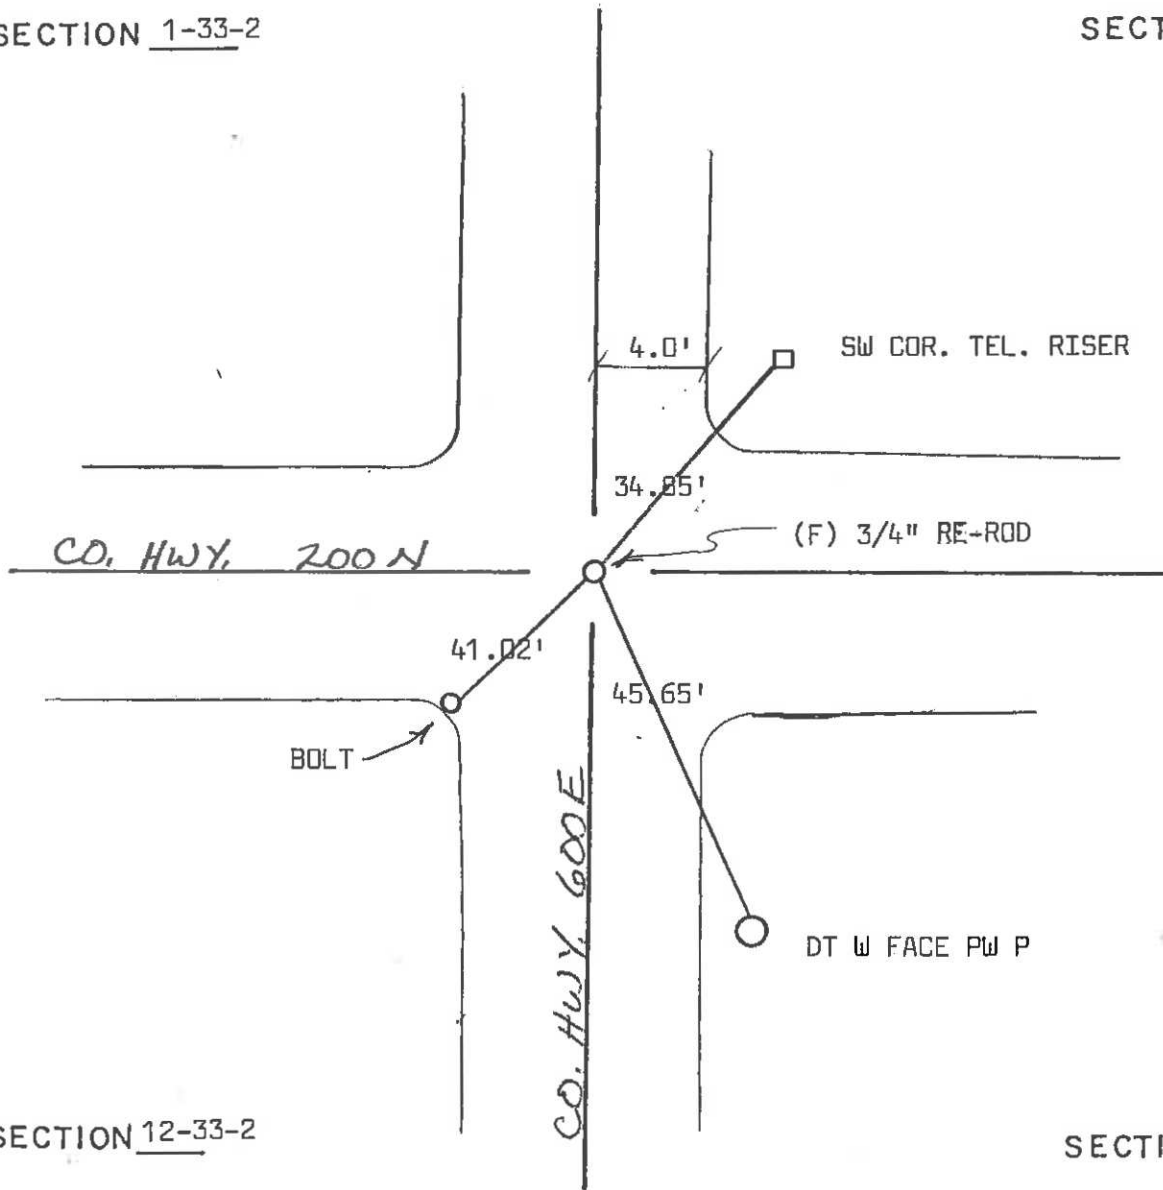 SECTION 1-33-2
SECT
4.0'
SW COR. TEL. RISER
34.85'
(F) 3/4" RE-ROD
CO. HWY. 200 N
41.02'
45.65'
BOLT
CO. HWY. 600 E
DT W FACE PW P
SECTION 12-33-2
SECTI